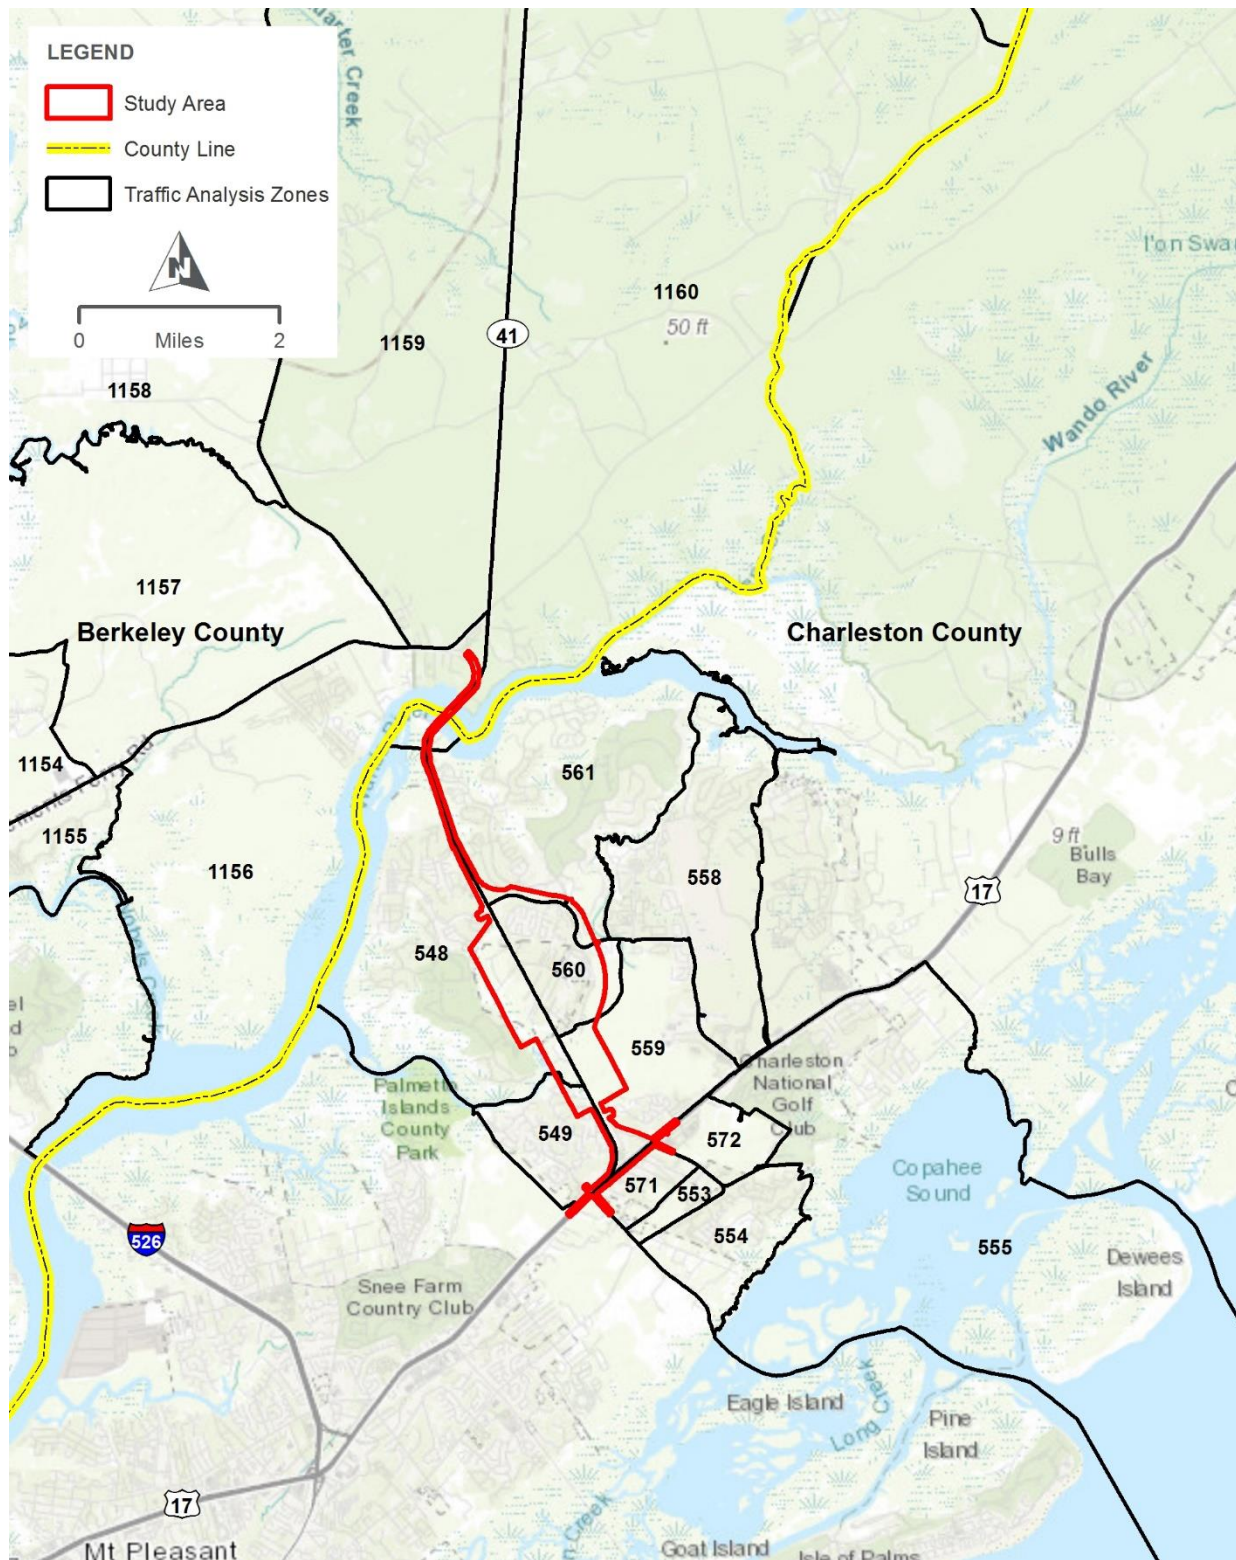 LEGEND
Study Area
County Line
Traffic Analysis Zones
N
0 Miles 2
41
1160
50 ft
1159
1158
I'on Swa
Wando River
1157
Berkeley County
Charleston County
1154
1155
1156
561
558
9 ft
Bulls
Bay
17
548
560
559
Palmetto
Islands
County
Park
Charleston
National
Golf
Club
549
572
571
553
554
Copahee
Sound
555
Dewees
Island
526
Snee Farm
Country Club
Eagle Island
Long Creek
Pine
Island
17
Mt Pleasant
Goat Island
Isle of Palms